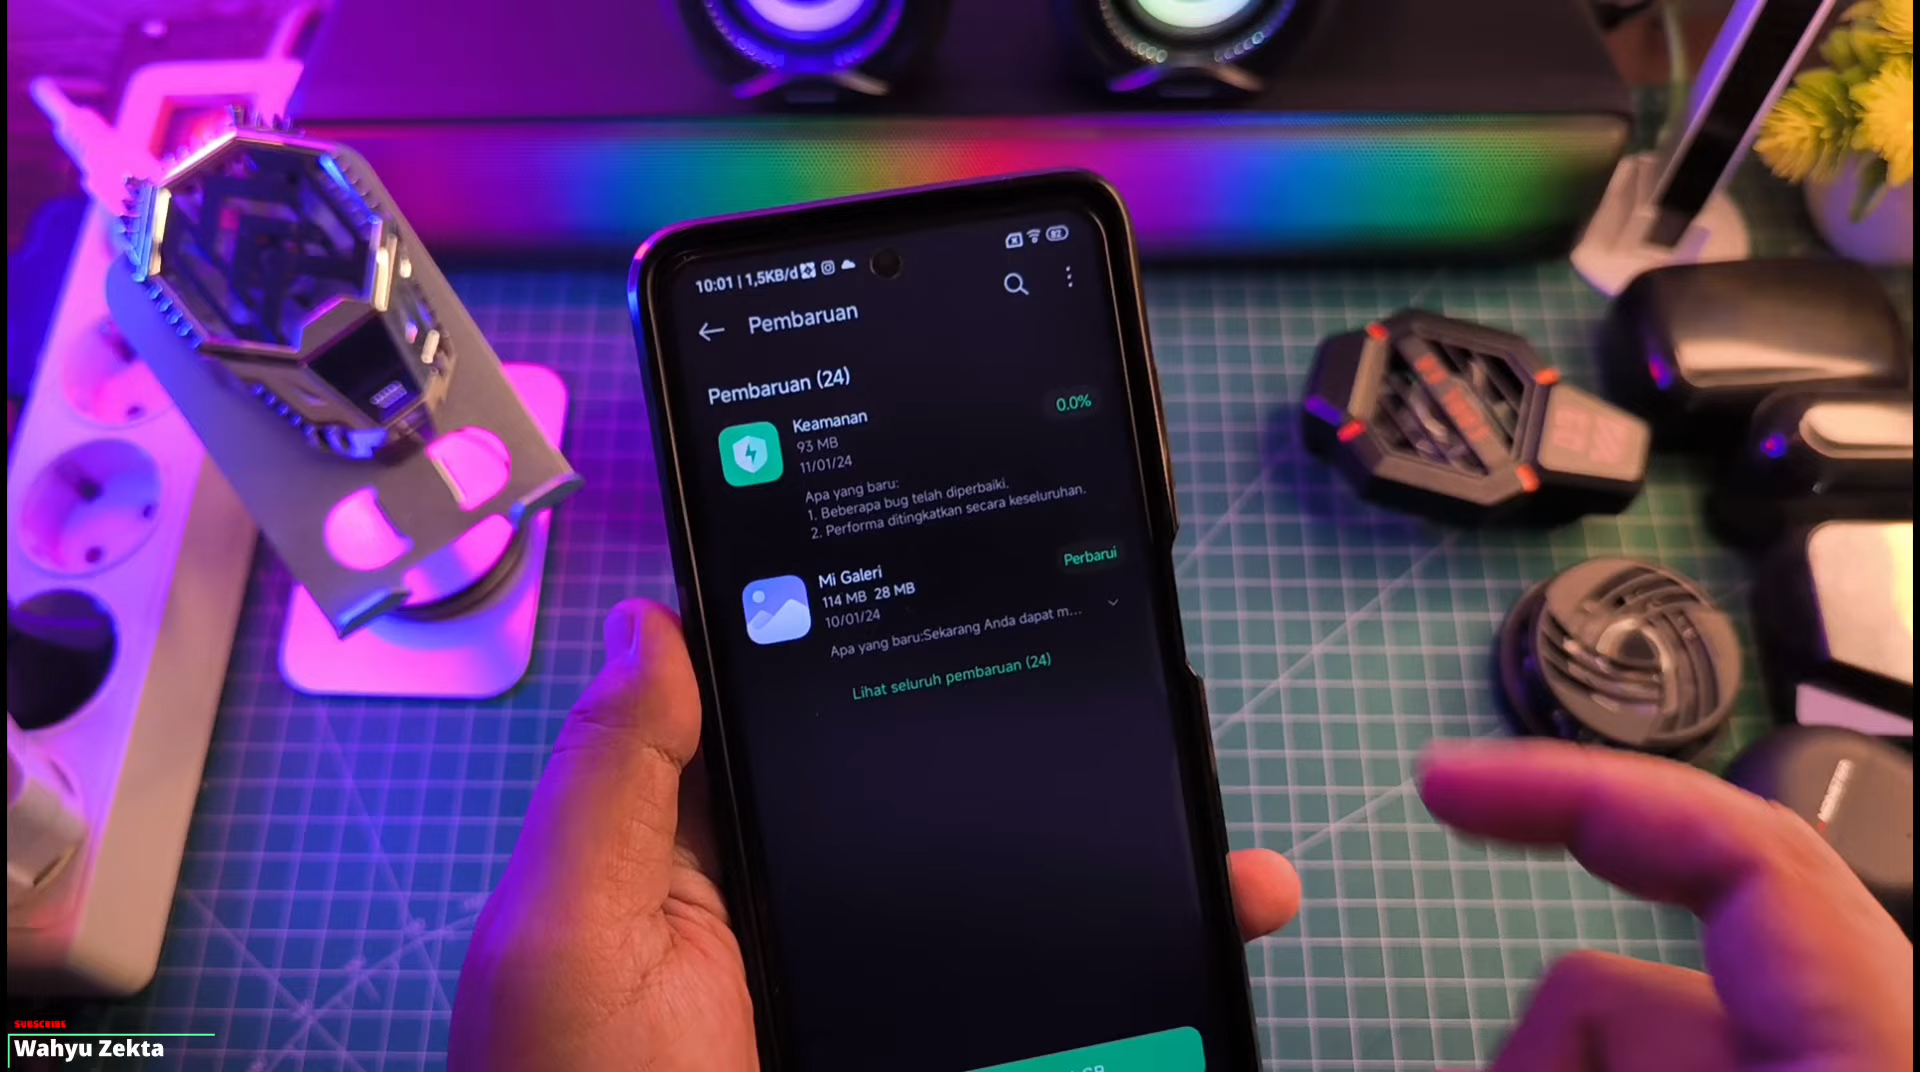 10:01 | 1,5KB/d
82
Pembaruan
Pembaruan (24)
Keamanan
0.0%
93 MB
11/01/24
Apa yang baru:
1. Beberapa bug telah diperbaiki.
2. Performa ditingkatkan secara keseluruhan.
Mi Galeri
Perbarui
114 MB 28 MB
10/01/24
Apa yang baru:Sekarang Anda dapat m...
Lihat seluruh pembaruan (24)
GB
SUBSCRIBE
Wahyu Zekta